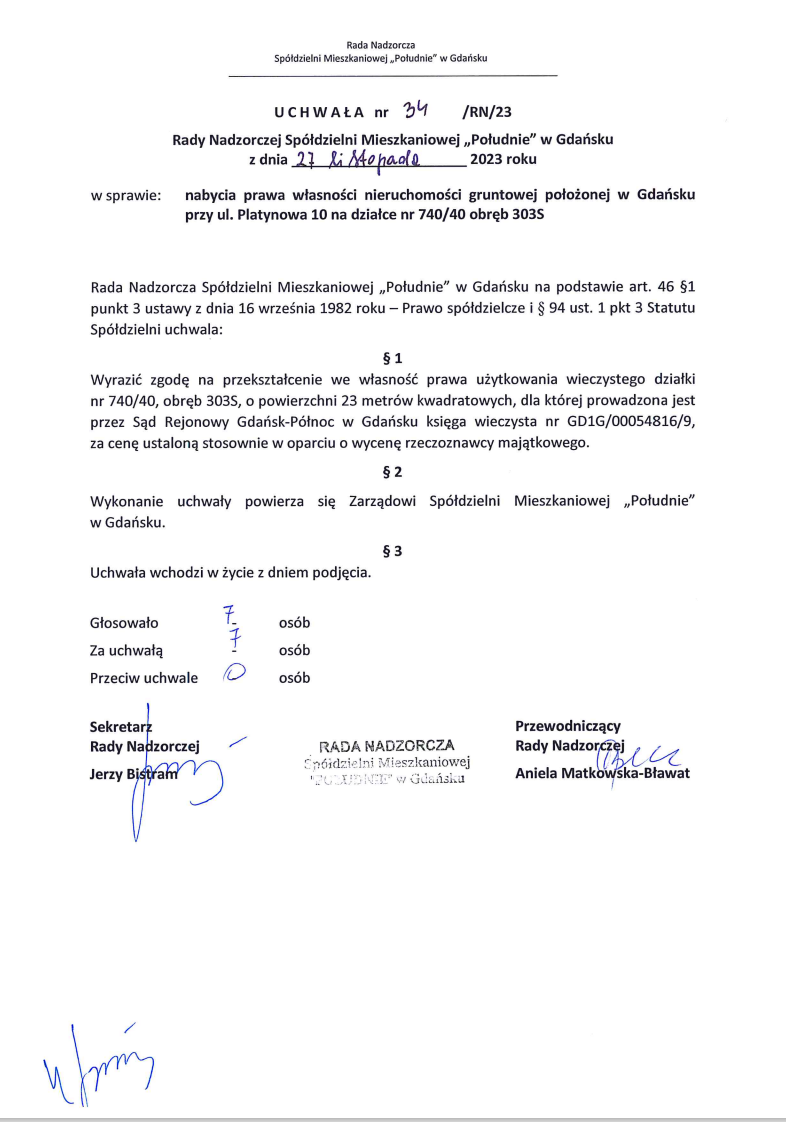 Rada Nadzorcza
Spółdzielni Mieszkaniowej „Południe” w Gdańsku
UCHWAŁA nr 34 /RN/23
Rady Nadzorczej Spółdzielni Mieszkaniowej „Południe” w Gdańsku
z dnia 27 listopada 2023 roku
w sprawie: nabycia prawa własności nieruchomości gruntowej położonej w Gdańsku
przy ul. Platynowa 10 na działce nr 740/40 obręb 303S
Rada Nadzorcza Spółdzielni Mieszkaniowej „Południe” w Gdańsku na podstawie art. 46 §1
punkt 3 ustawy z dnia 16 września 1982 roku – Prawo spółdzielcze i § 94 ust. 1 pkt 3 Statutu
Spółdzielni uchwala:
§ 1
Wyrazić zgodę na przekształcenie we własność prawa użytkowania wieczystego działki
nr 740/40, obręb 303S, o powierzchni 23 metrów kwadratowych, dla której prowadzona jest
przez Sąd Rejonowy Gdańsk-Północ w Gdańsku księga wieczysta nr GD1G/00054816/9,
za cenę ustaloną stosownie w oparciu o wycenę rzeczoznawcy majątkowego.
§ 2
Wykonanie uchwały powierza się Zarządowi Spółdzielni Mieszkaniowej „Południe”
w Gdańsku.
§ 3
Uchwała wchodzi w życie z dniem podjęcia.
Głosowało 7 osób
Za uchwałą 7 osób
Przeciw uchwale 0 osób
Sekretarz
Rady Nadzorczej
Jerzy Bistram
RADA NADZORCZA
Spółdzielni Mieszkaniowej
"POŁUDNIE" w Gdańsku
Przewodniczący
Rady Nadzorczej
Aniela Matkowska-Bławat